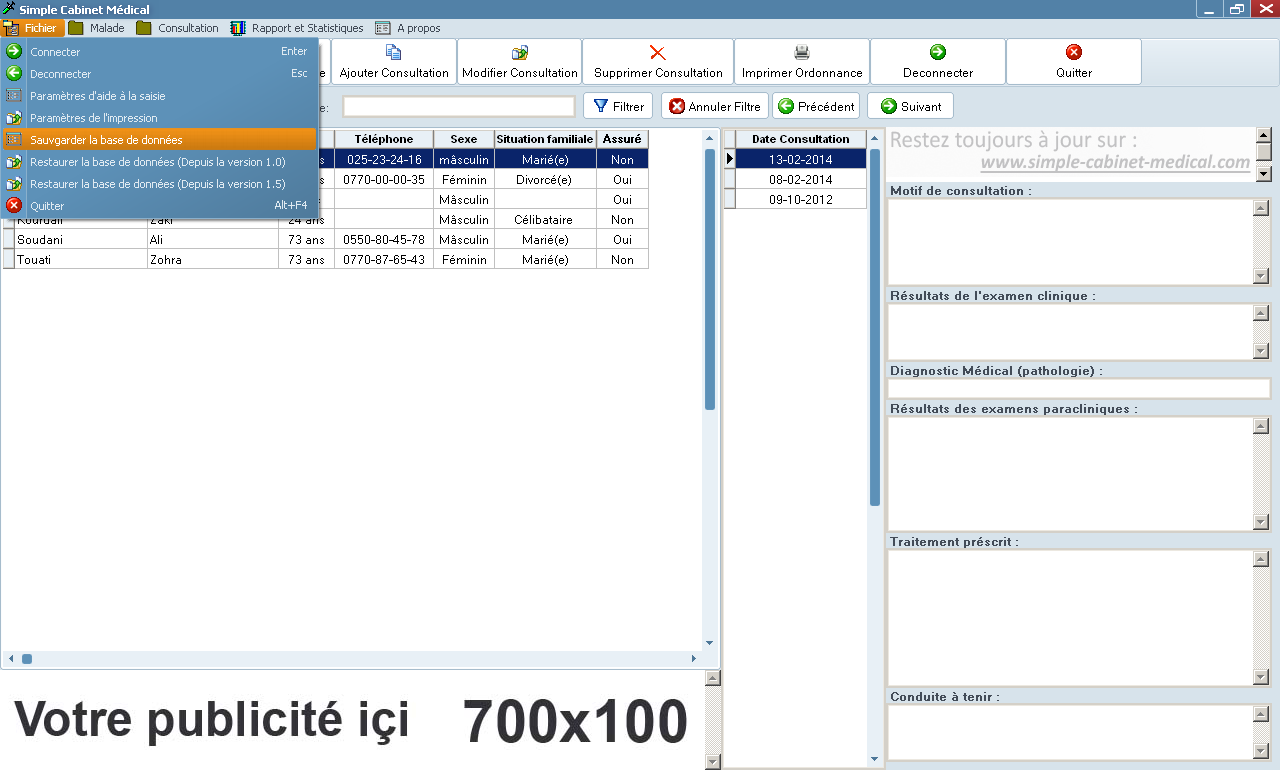 Simple Cabinet Médical
Fichier Malade Consultation Rapport et Statistiques A propos
Connecter Enter
Deconnecter Esc
Paramètres d'aide à la saisie
Paramètres de l'impression
Sauvgarder la base de données
Restaurer la base de données (Depuis la version 1.0)
Restaurer la base de données (Depuis la version 1.5)
Quitter Alt+F4
Ajouter Consultation Modifier Consultation Supprimer Consultation Imprimer Ordonnance Deconnecter Quitter
Filtrer Annuler Filtre Précédent Suivant
Téléphone Sexe Situation familiale Assuré
025-23-24-16 mâsculin Marié(e) Non
0770-00-00-35 Féminin Divorcé(e) Oui
Mâsculin Oui
24 ans Mâsculin Célibataire Non
Soudani Ali 73 ans 0550-80-45-78 Mâsculin Marié(e) Oui
Touati Zohra 73 ans 0770-87-65-43 Féminin Marié(e) Non
Date Consultation
13-02-2014
08-02-2014
09-10-2012
Restez toujours à jour sur :
www.simple-cabinet-medical.com
Motif de consultation :
Résultats de l'examen clinique :
Diagnostic Médical (pathologie) :
Résultats des examens paracliniques :
Traitement préscrit :
Conduite à tenir :
Votre publicité içi 700x100